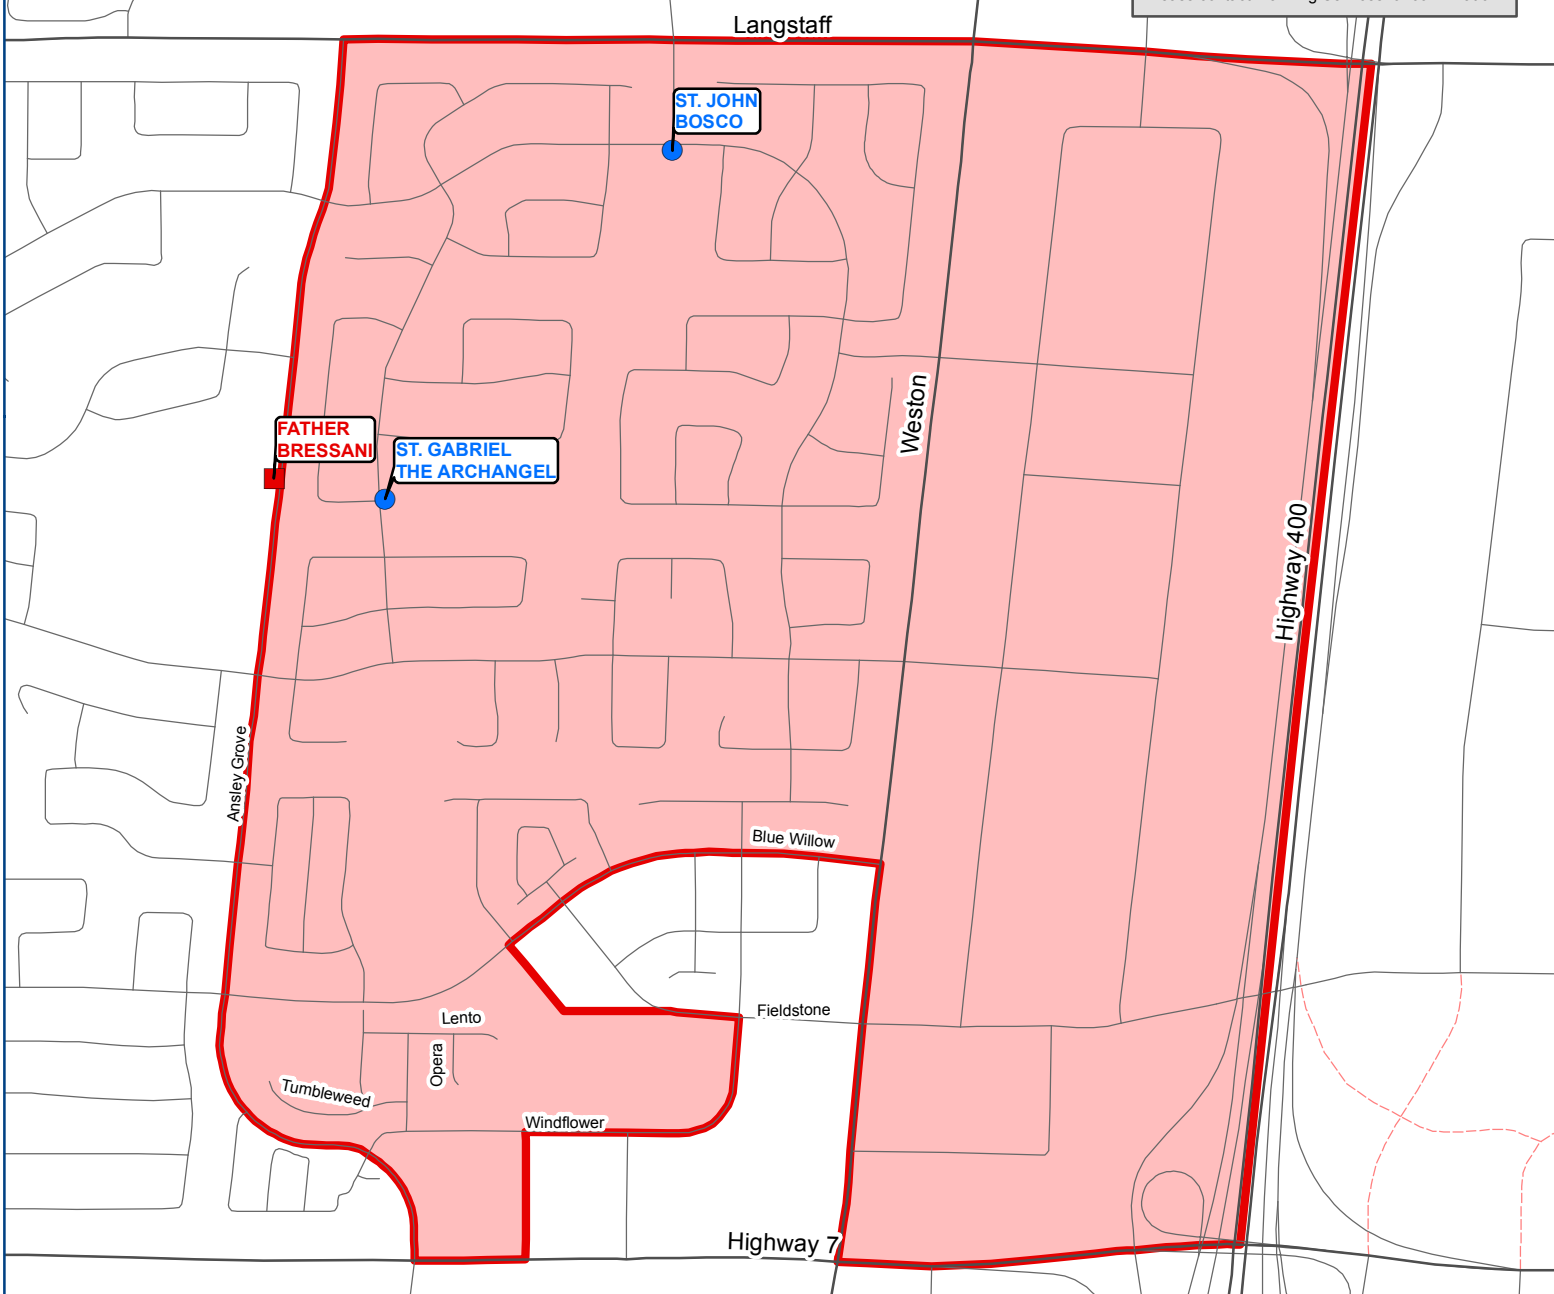 Langstaff
ST. JOHN
BOSCO
Weston
FATHER
BRESSANI
ST. GABRIEL
THE ARCHANGEL
Highway 400
Ansley Grove
Blue Willow
Fieldstone
Lento
Opera
Tumbleweed
Windflower
Highway 7